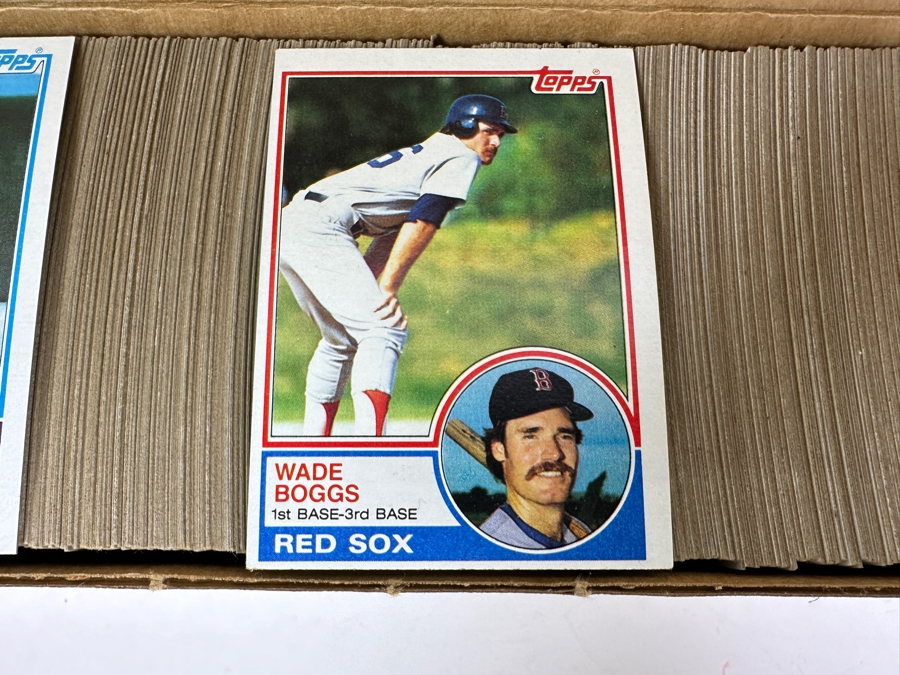 TOPPS
WADE
BOGGS
1st BASE-3rd BASE
RED SOX
B